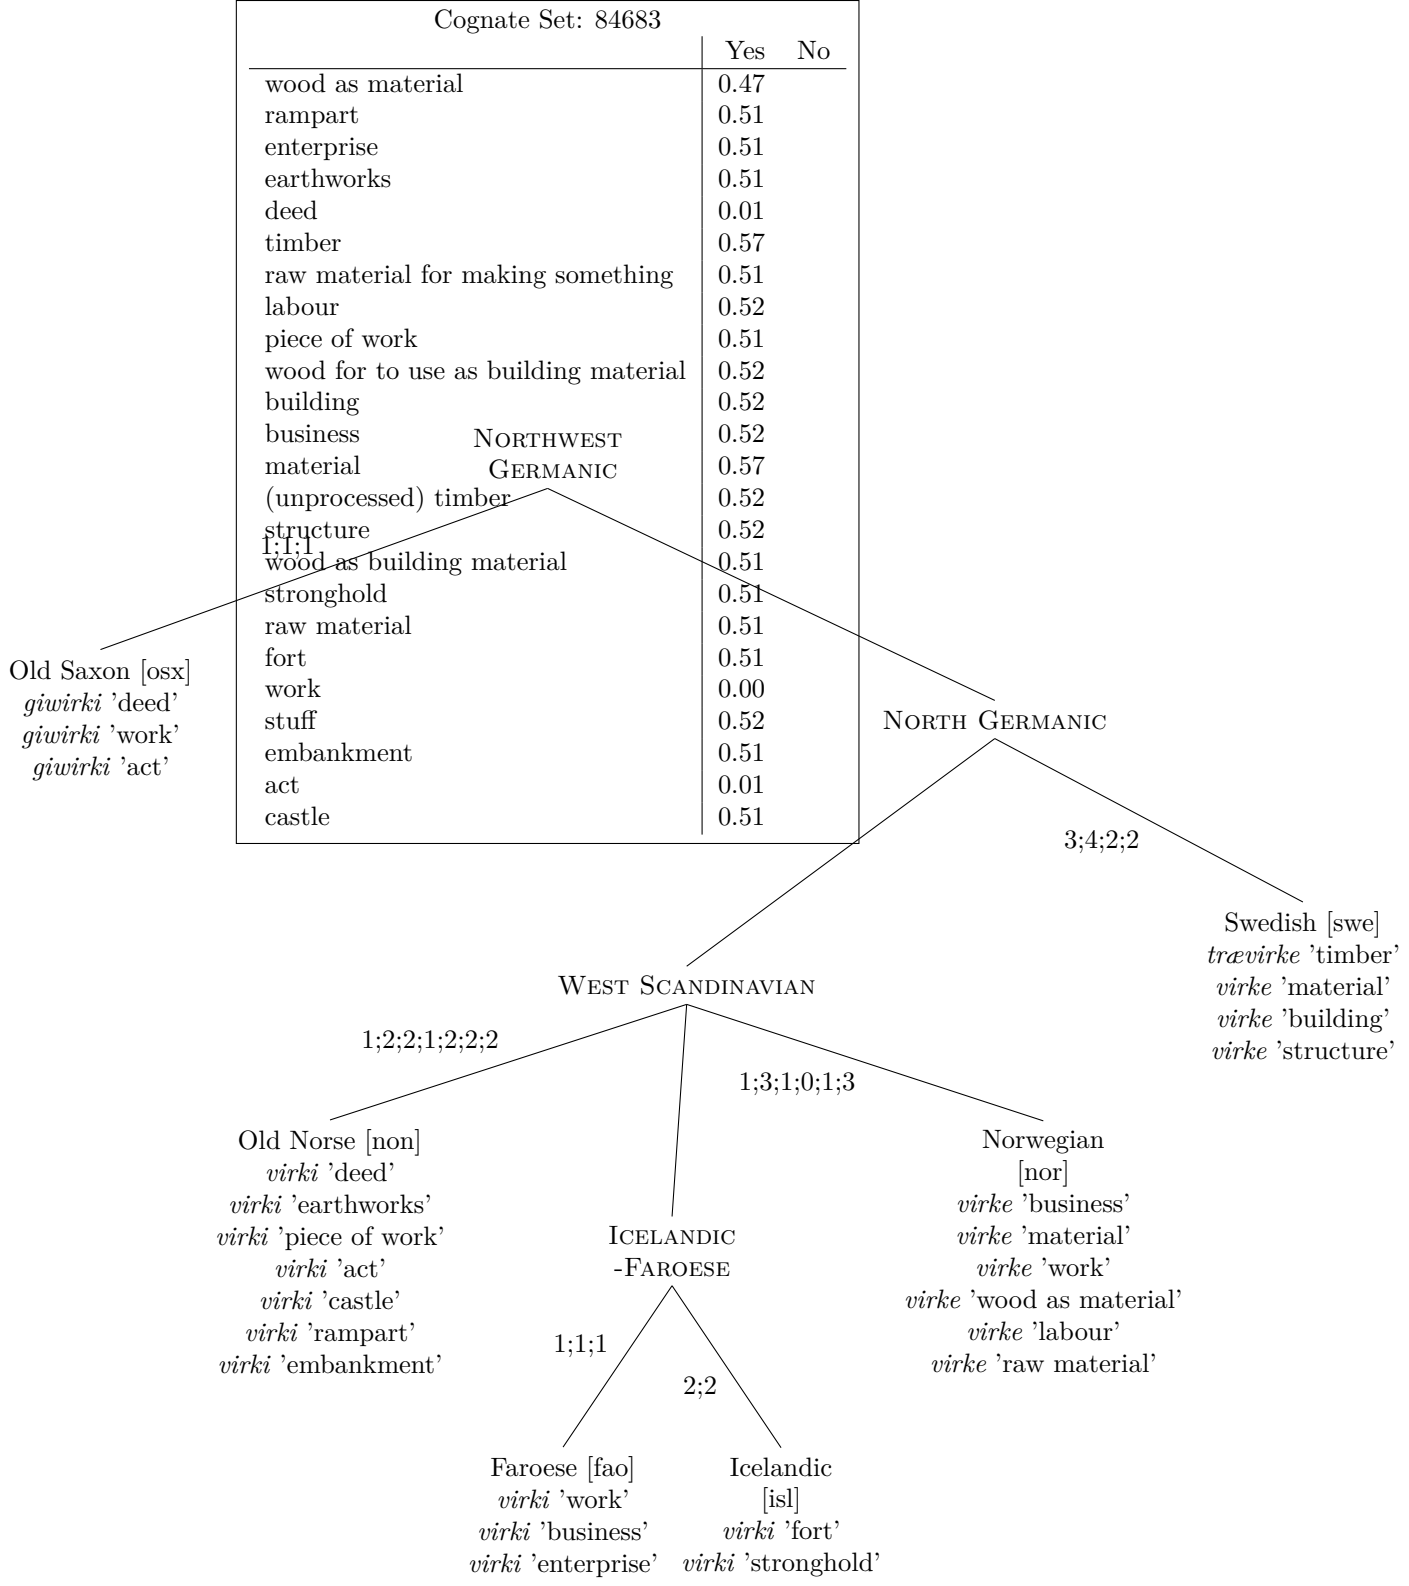 Cognate Set: 84683
Yes No
wood as material 0.47
rampart 0.51
enterprise 0.51
earthworks 0.51
deed 0.01
timber 0.57
raw material for making something 0.51
labour 0.52
piece of work 0.51
wood for to use as building material 0.52
building 0.52
business 0.52
material 0.57
(unprocessed) timber 0.52
structure 0.52
wood as building material 0.51
stronghold 0.51
raw material 0.51
fort 0.51
work 0.00
stuff 0.52
embankment 0.51
act 0.01
castle 0.51
Northwest
Germanic
1;1;1
Old Saxon [osx]
giwirki 'deed'
giwirki 'work'
giwirki 'act'
North Germanic
3;4;2;2
Swedish [swe]
trævirke 'timber'
virke 'material'
virke 'building'
virke 'structure'
West Scandinavian
1;2;2;1;2;2;2
1;3;1;0;1;3
Old Norse [non]
virki 'deed'
virki 'earthworks'
virki 'piece of work'
virki 'act'
virki 'castle'
virki 'rampart'
virki 'embankment'
Icelandic
-Faroese
Norwegian
[nor]
virke 'business'
virke 'material'
virke 'work'
virke 'wood as material'
virke 'labour'
virke 'raw material'
1;1;1
2;2
Faroese [fao]
virki 'work'
virki 'business'
virki 'enterprise'
Icelandic
[isl]
virki 'fort'
virki 'stronghold'